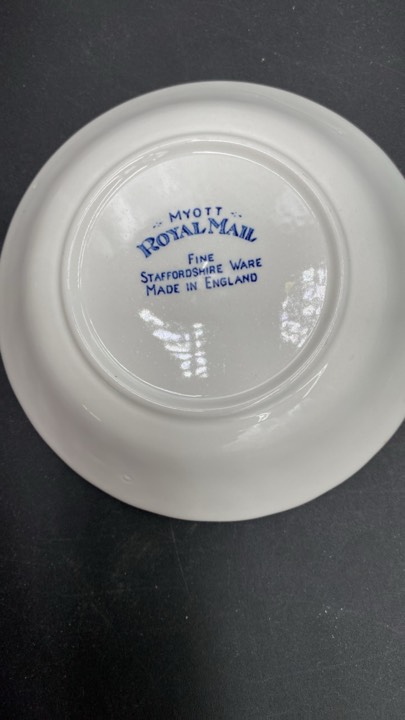 MYOTT
ROYAL MAIL
FINE
STAFFORDSHIRE WARE
MADE IN ENGLAND